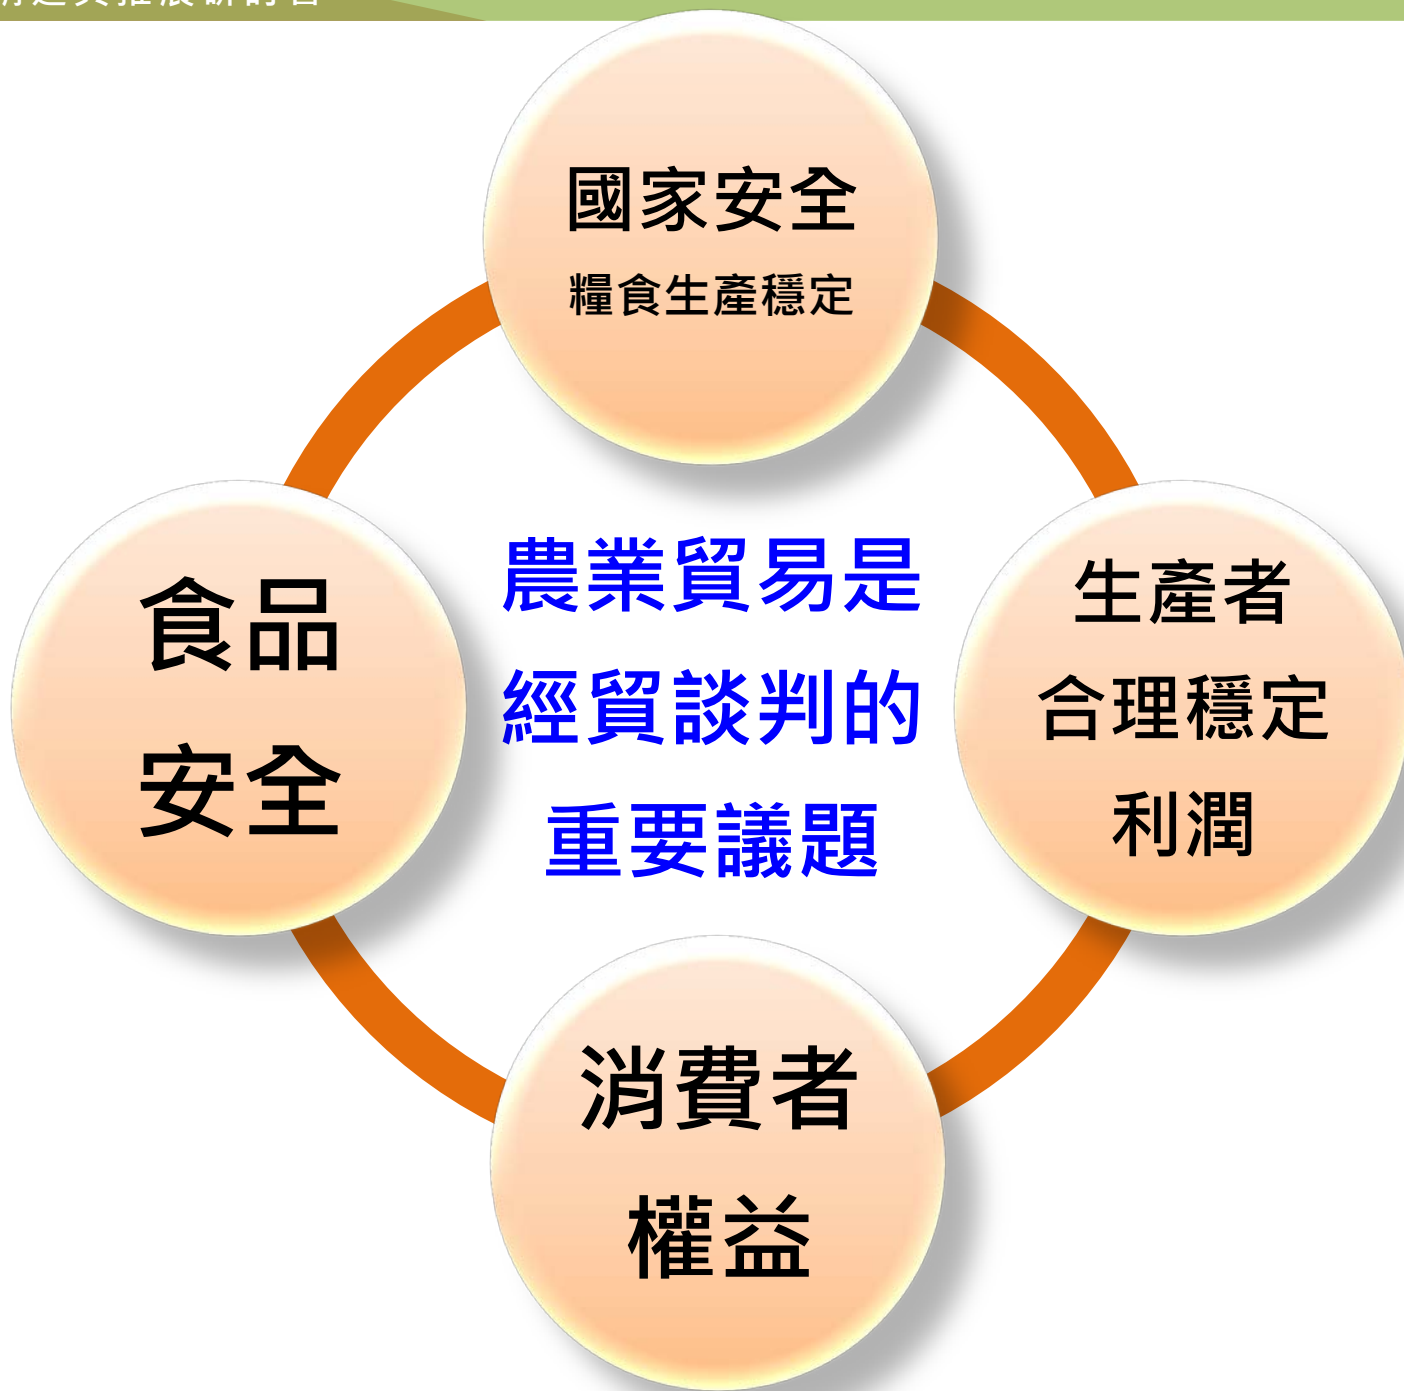 國家安全
糧食生產穩定
農業貿易是
經貿談判的
重要議題
食品
安全
生產者
合理穩定
利潤
消費者
權益